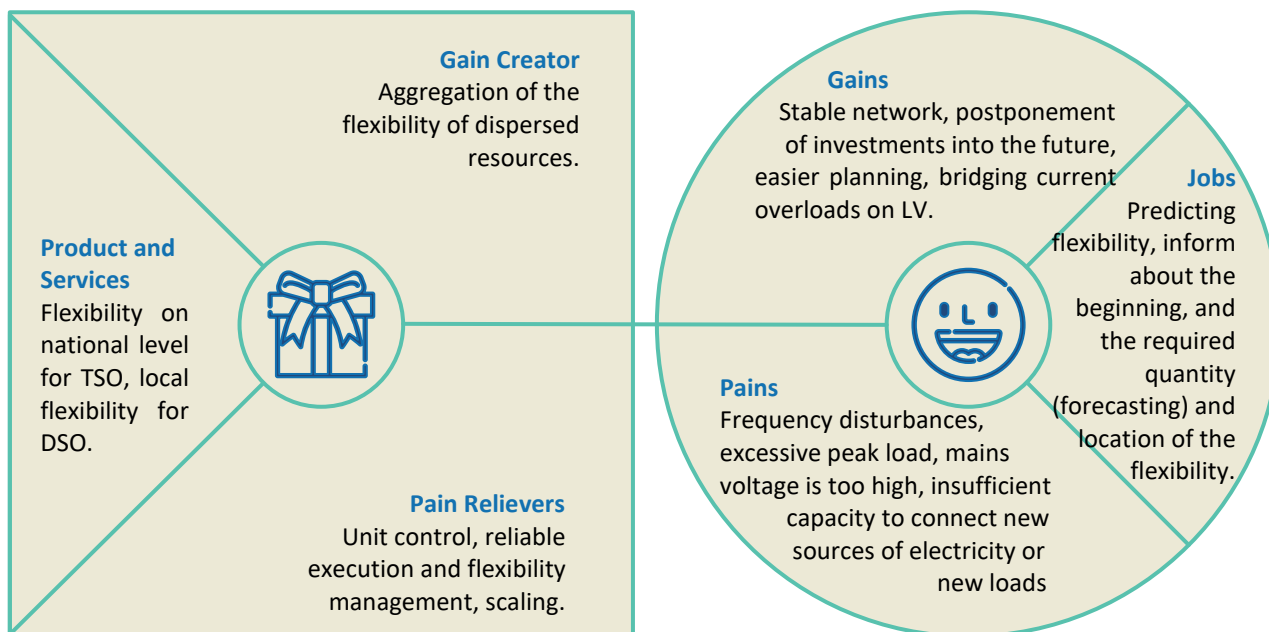 Gain Creator
Aggregation of the
flexibility of dispersed
resources.
Product and
Services
Flexibility on
national level
for TSO, local
flexibility for
DSO.
Pain Relievers
Unit control, reliable
execution and flexibility
management, scaling.
Gains
Stable network, postponement
of investments into the future,
easier planning, bridging current
overloads on LV.
Jobs
Predicting
flexibility, inform
about the
beginning, and
the required
quantity
(forecasting) and
location of the
flexibility.
Pains
Frequency disturbances,
excessive peak load, mains
voltage is too high, insufficient
capacity to connect new
sources of electricity or
new loads